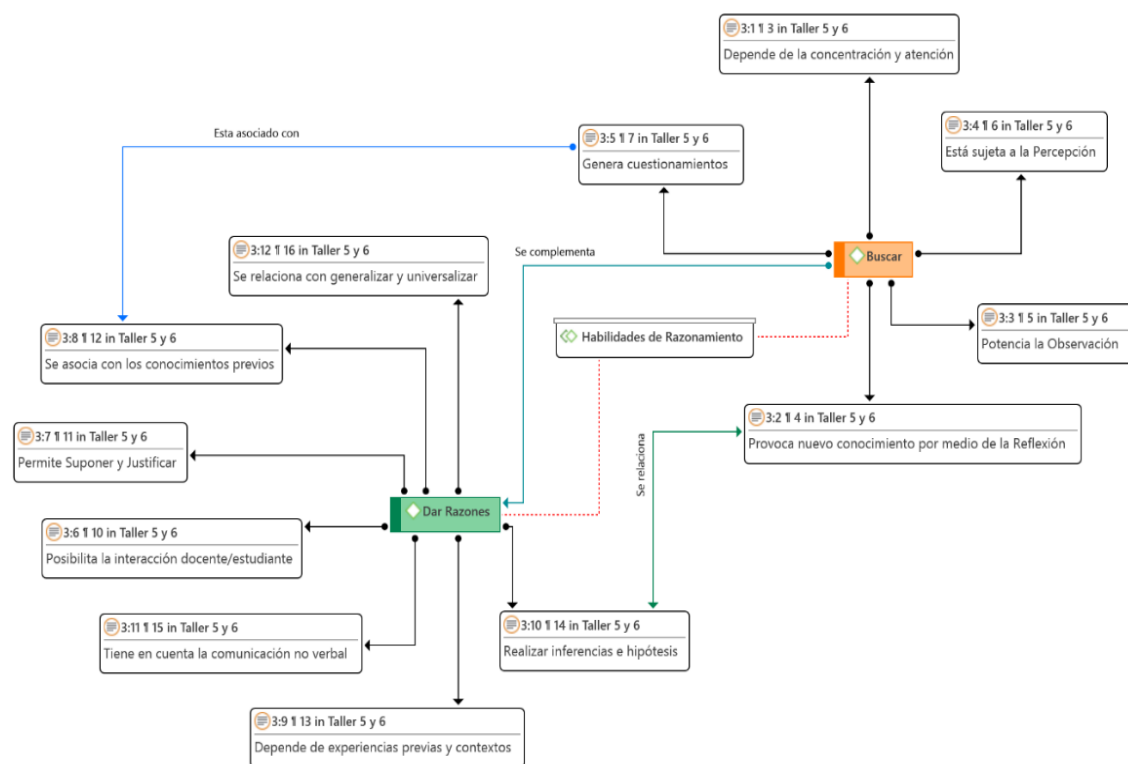 3:1 ¶ 3 in Taller 5 y 6
Depende de la concentración y atención
Esta asociado con
3:5 ¶ 7 in Taller 5 y 6
Genera cuestionamientos
3:4 ¶ 6 in Taller 5 y 6
Está sujeta a la Percepción
3:12 ¶ 16 in Taller 5 y 6
Se relaciona con generalizar y universalizar
Se complementa
Buscar
3:8 ¶ 12 in Taller 5 y 6
Se asocia con los conocimientos previos
Habilidades de Razonamiento
3:3 ¶ 5 in Taller 5 y 6
Potencia la Observación
3:7 ¶ 11 in Taller 5 y 6
Permite Suponer y Justificar
3:2 ¶ 4 in Taller 5 y 6
Provoca nuevo conocimiento por medio de la Reflexión
Se relaciona
Dar Razones
3:6 ¶ 10 in Taller 5 y 6
Posibilita la interacción docente/estudiante
3:11 ¶ 15 in Taller 5 y 6
Tiene en cuenta la comunicación no verbal
3:10 ¶ 14 in Taller 5 y 6
Realizar inferencias e hipótesis
3:9 ¶ 13 in Taller 5 y 6
Depende de experiencias previas y contextos